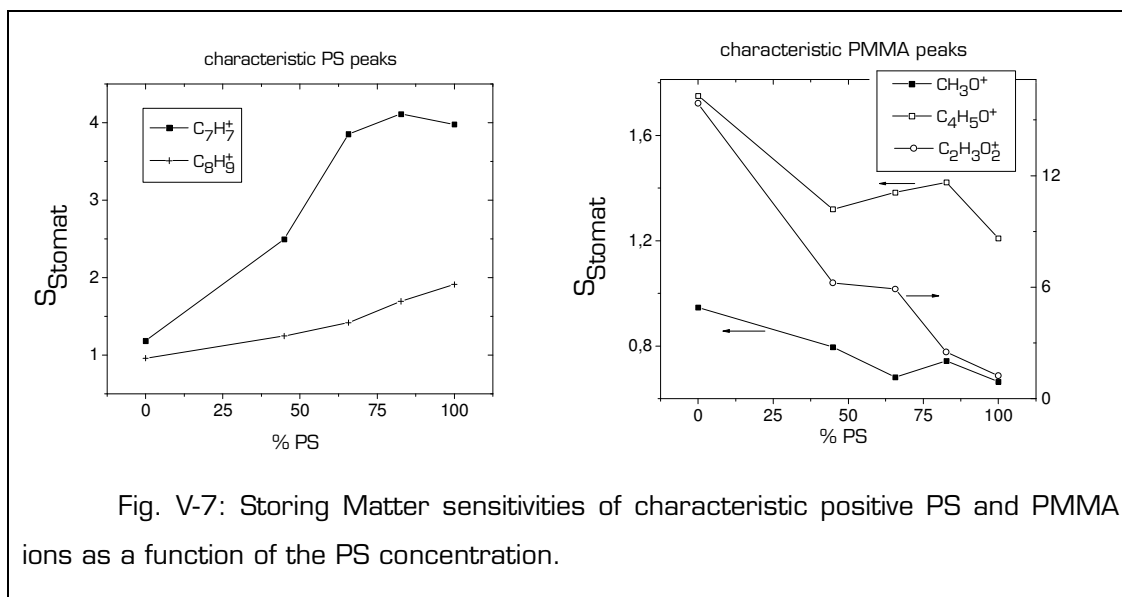 characteristic PS peaks
C₇H₇⁺
C₈H₉⁺
S_Stomat
4
3
2
1
0 25 50 75 100
% PS
characteristic PMMA peaks
CH₃O⁺
C₄H₅O⁺
C₂H₃O₂⁺
S_Stomat
1,6
1,2
0,8
12
6
0
0 25 50 75 100
% PS
Fig. V-7: Storing Matter sensitivities of characteristic positive PS and PMMA
ions as a function of the PS concentration.